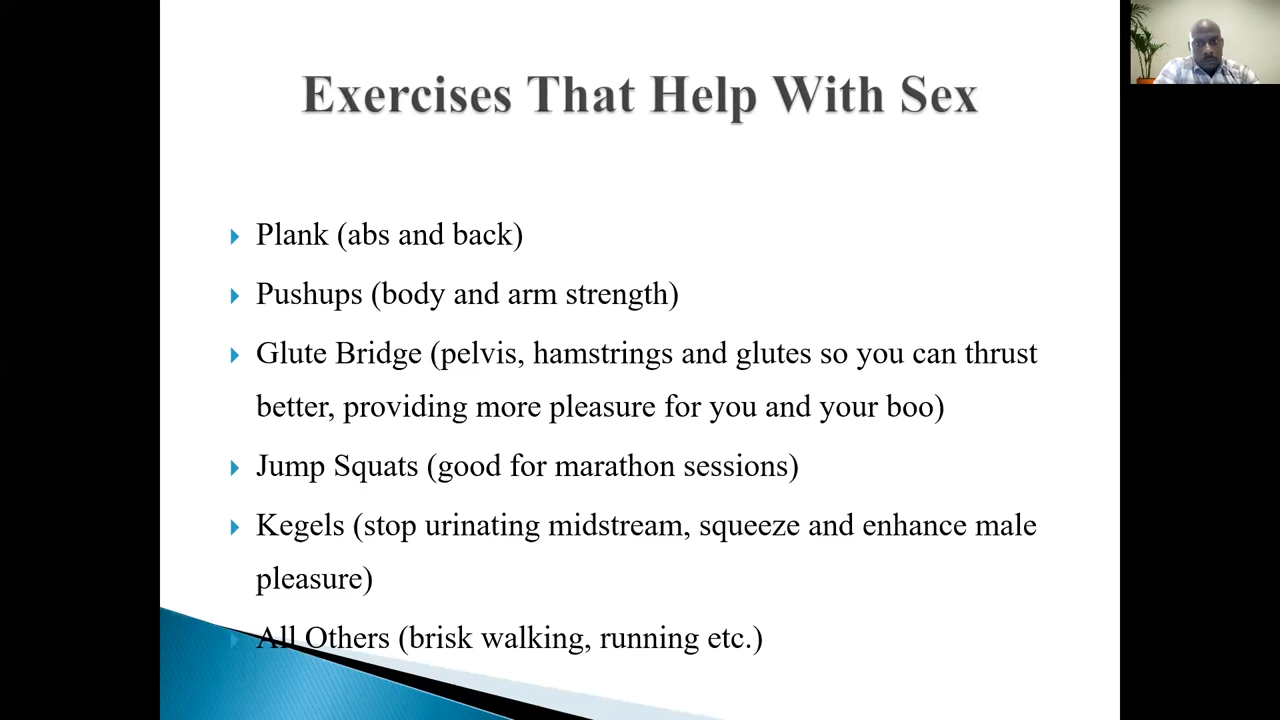 Exercises That Help With Sex
Plank (abs and back)
Pushups (body and arm strength)
Glute Bridge (pelvis, hamstrings and glutes so you can thrust
better, providing more pleasure for you and your boo)
Jump Squats (good for marathon sessions)
Kegels (stop urinating midstream, squeeze and enhance male
pleasure)
All Others (brisk walking, running etc.)